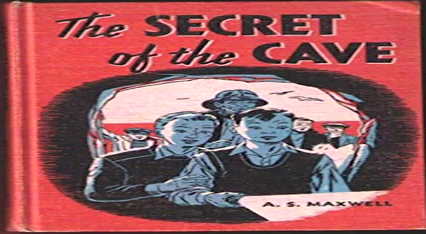 The SECRET
of the CAVE
A. S. MAXWELL